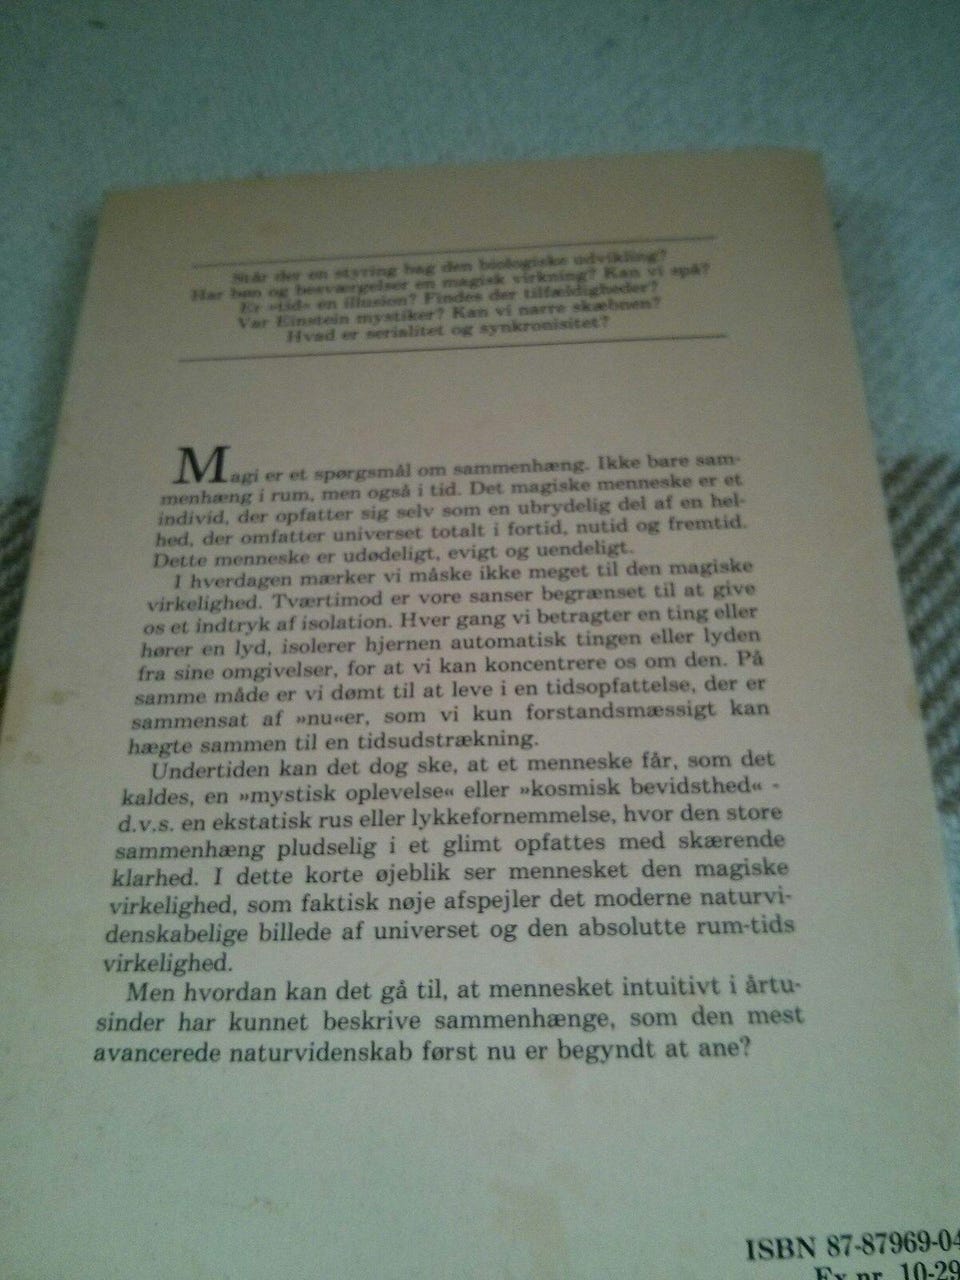 Står der en styring bag den biologiske udvikling?
Har bøn og besværgelser en magisk virkning? Kan vi spå?
Er »tid« en illusion? Findes der tilfældigheder?
Var Einstein mystiker? Kan vi narre skæbnen?
Hvad er serialitet og synkronisitet?
Magi er et spørgsmål om sammenhæng. Ikke bare sam-
menhæng i rum, men også i tid. Det magiske menneske er et
individ, der opfatter sig selv som en ubrydelig del af en hel-
hed, der omfatter universet totalt i fortid, nutid og fremtid.
Dette menneske er udødeligt, evigt og uendeligt.
I hverdagen mærker vi måske ikke meget til den magiske
virkelighed. Tværtimod er vore sanser begrænset til at give
os et indtryk af isolation. Hver gang vi betragter en ting eller
hører en lyd, isolerer hjernen automatisk tingen eller lyden
fra sine omgivelser, for at vi kan koncentrere os om den. På
samme måde er vi dømt til at leve i en tidsopfattelse, der er
sammensat af »nu«er, som vi kun forstandsmæssigt kan
hægte sammen til en tidsudstrækning.
Undertiden kan det dog ske, at et menneske får, som det
kaldes, en »mystisk oplevelse« eller »kosmisk bevidsthed« -
d.v.s. en ekstatisk rus eller lykkefornemmelse, hvor den store
sammenhæng pludselig i et glimt opfattes med skærende
klarhed. I dette korte øjeblik ser mennesket den magiske
virkelighed, som faktisk nøje afspejler det moderne naturvi-
denskabelige billede af universet og den absolutte rum-tids
virkelighed.
Men hvordan kan det gå til, at mennesket intuitivt i årtu-
sinder har kunnet beskrive sammenhænge, som den mest
avancerede naturvidenskab først nu er begyndt at ane?
ISBN 87-87969-04
Ex nr. 10-29